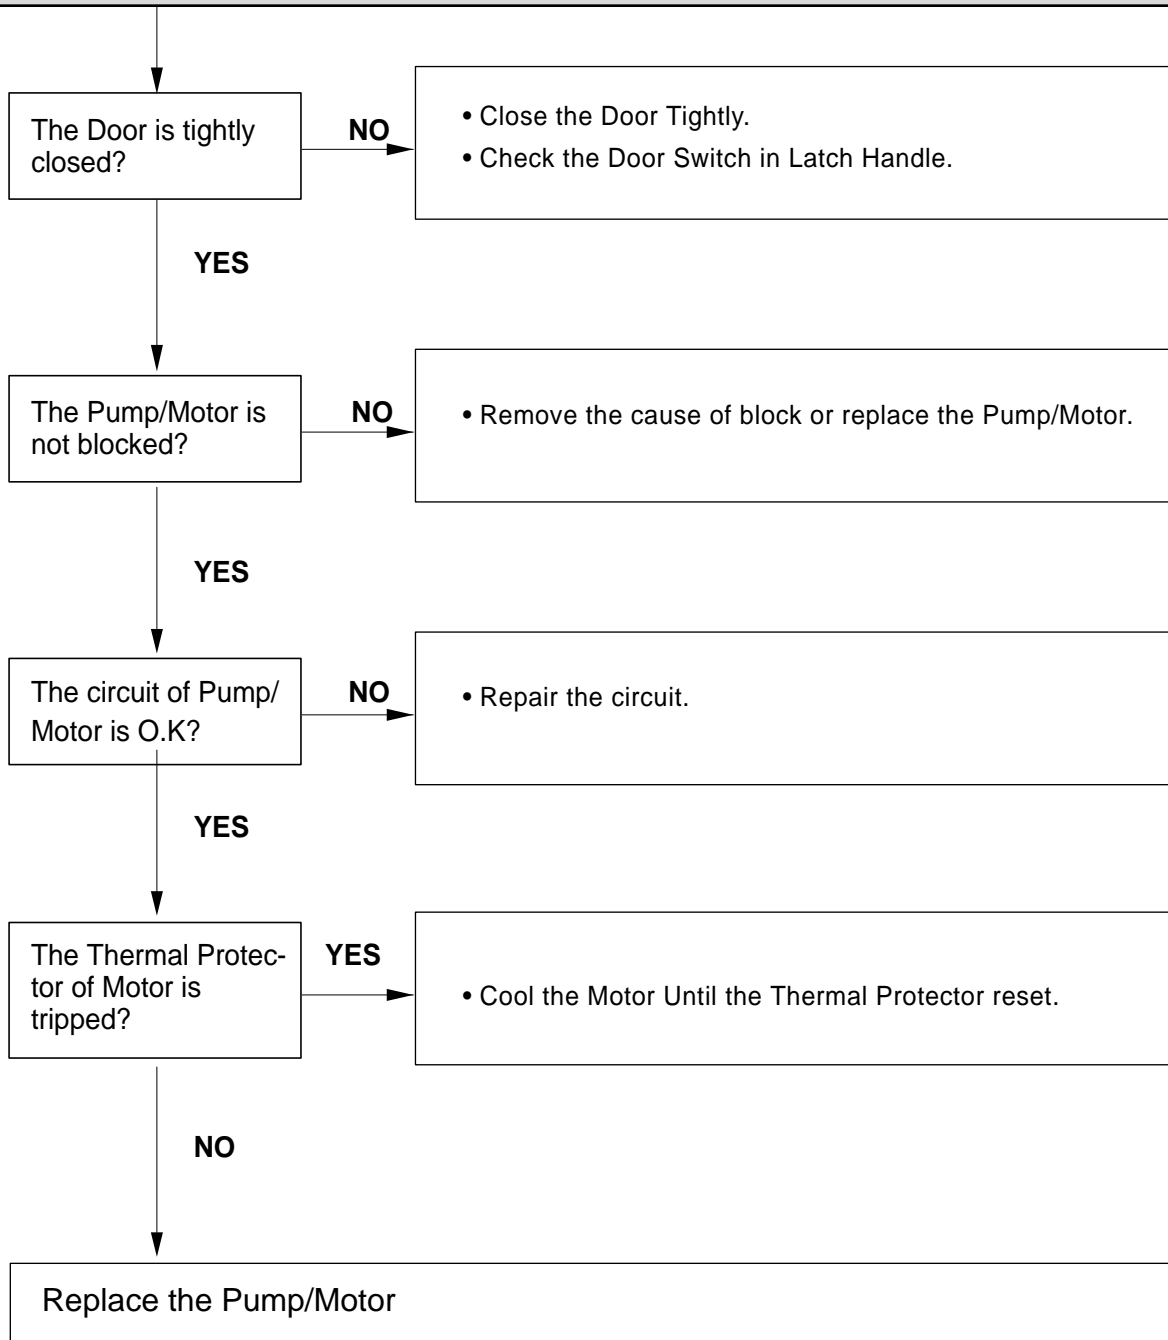 The Door is tightly
closed?
NO
• Close the Door Tightly.
• Check the Door Switch in Latch Handle.
YES
The Pump/Motor is
not blocked?
NO
• Remove the cause of block or replace the Pump/Motor.
YES
The circuit of Pump/
Motor is O.K?
NO
• Repair the circuit.
YES
The Thermal Protec-
tor of Motor is
tripped?
YES
• Cool the Motor Until the Thermal Protector reset.
NO
Replace the Pump/Motor